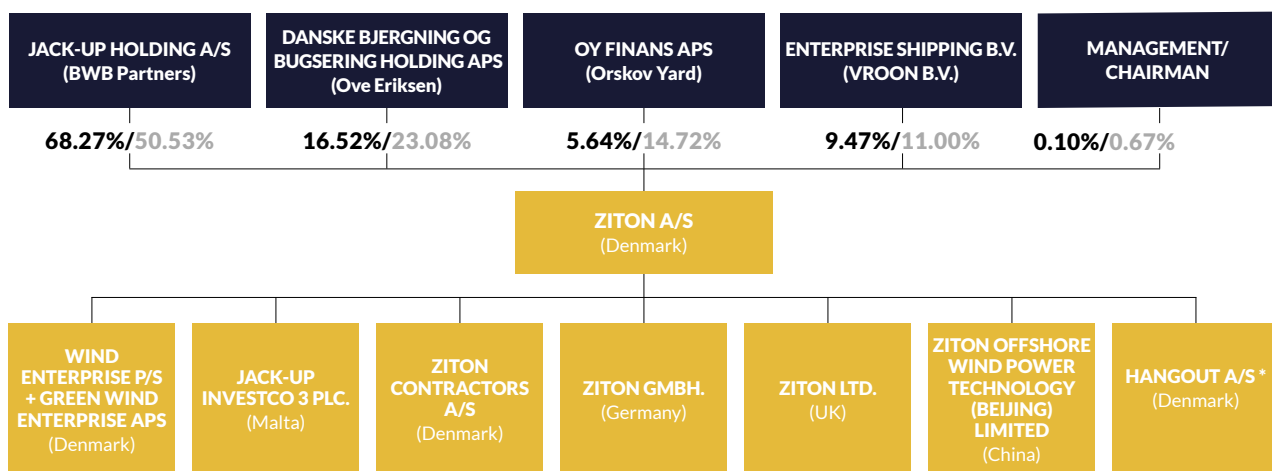 JACK-UP HOLDING A/S
(BWB Partners)
DANSKE BJERGNING OG
BUGSERING HOLDING APS
(Ove Eriksen)
OY FINANS APS
(Orskov Yard)
ENTERPRISE SHIPPING B.V.
(VROON B.V.)
MANAGEMENT/
CHAIRMAN
68.27%/50.53%
16.52%/23.08%
5.64%/14.72%
9.47%/11.00%
0.10%/0.67%
ZITON A/S
(Denmark)
WIND
ENTERPRISE P/S
+ GREEN WIND
ENTERPRISE APS
(Denmark)
JACK-UP
INVESTCO 3 PLC.
(Malta)
ZITON
CONTRACTORS
A/S
(Denmark)
ZITON GMBH.
(Germany)
ZITON LTD.
(UK)
ZITON OFFSHORE
WIND POWER
TECHNOLOGY
(BEIJING)
LIMITED
(China)
HANGOUT A/S *
(Denmark)